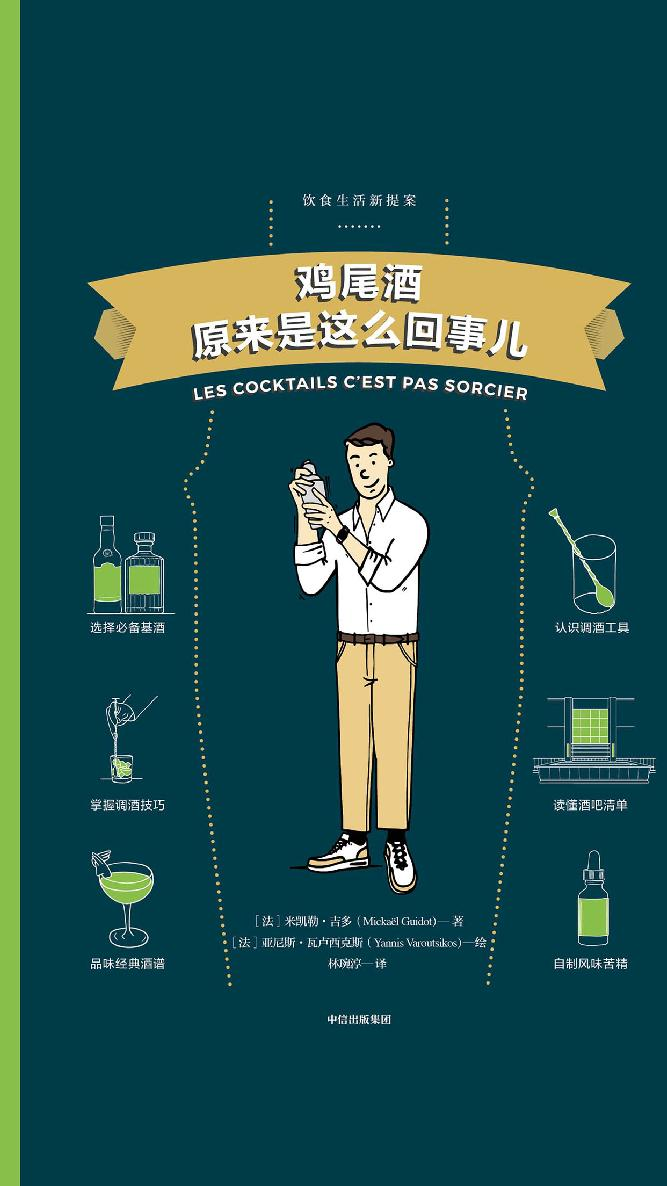 饮食生活新提案
鸡尾酒
原来是这么回事儿
LES COCKTAILS C'EST PAS SORCIER
选择必备基酒
认识调酒工具
掌握调酒技巧
读懂酒吧清单
品味经典酒谱
自制风味苦精
［法］米凯勒·吉多（Mickaël Guidot）—著
［法］亚尼斯·瓦卢西克斯（Yannis Varoutsikos）—绘
林琬淳—译
中信出版集团